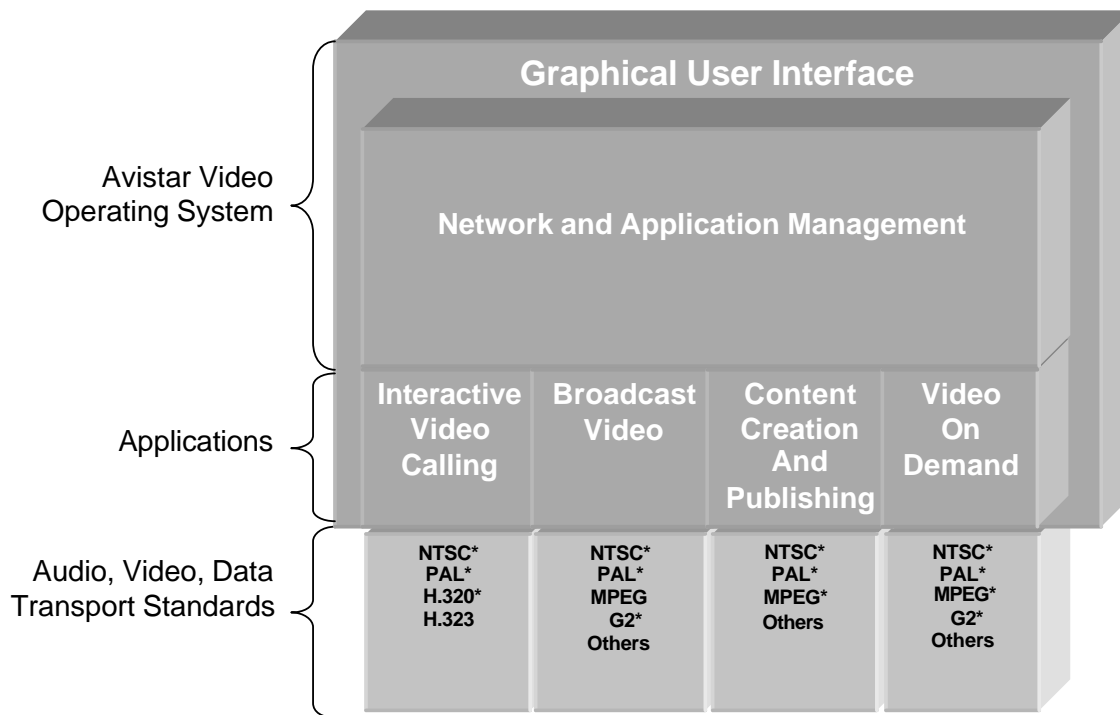 Graphical User Interface
Avistar Video
Operating System
Network and Application Management
Applications
Interactive
Video
Calling
Broadcast
Video
Content
Creation
And
Publishing
Video
On
Demand
Audio, Video, Data
Transport Standards
NTSC*
PAL*
H.320*
H.323
NTSC*
PAL*
MPEG
G2*
Others
NTSC*
PAL*
MPEG*
Others
NTSC*
PAL*
MPEG*
G2*
Others